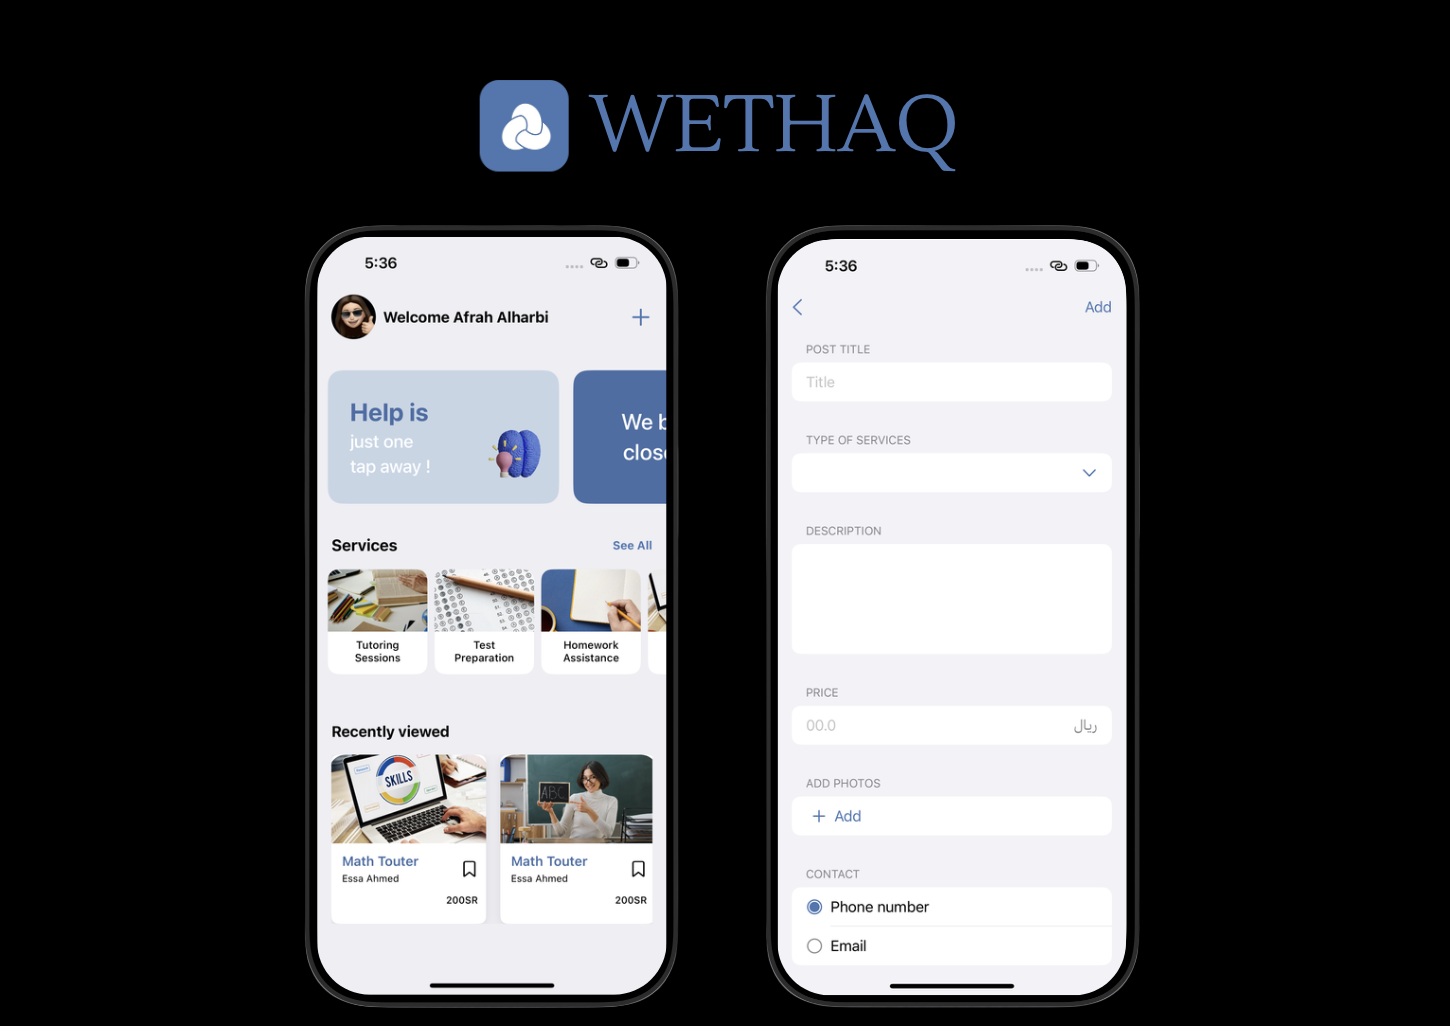 WETHAQ
5:36
Welcome Afrah Alharbi
Help is
just one
tap away !
We b
close
Services
See All
Tutoring
Sessions
Test
Preparation
Homework
Assistance
Recently viewed
SKILLS
Math Touter
Essa Ahmed
200SR
ABC
Math Touter
Essa Ahmed
200SR
5:36
Add
POST TITLE
Title
TYPE OF SERVICES
DESCRIPTION
PRICE
00.0
ريال
ADD PHOTOS
+ Add
CONTACT
Phone number
Email